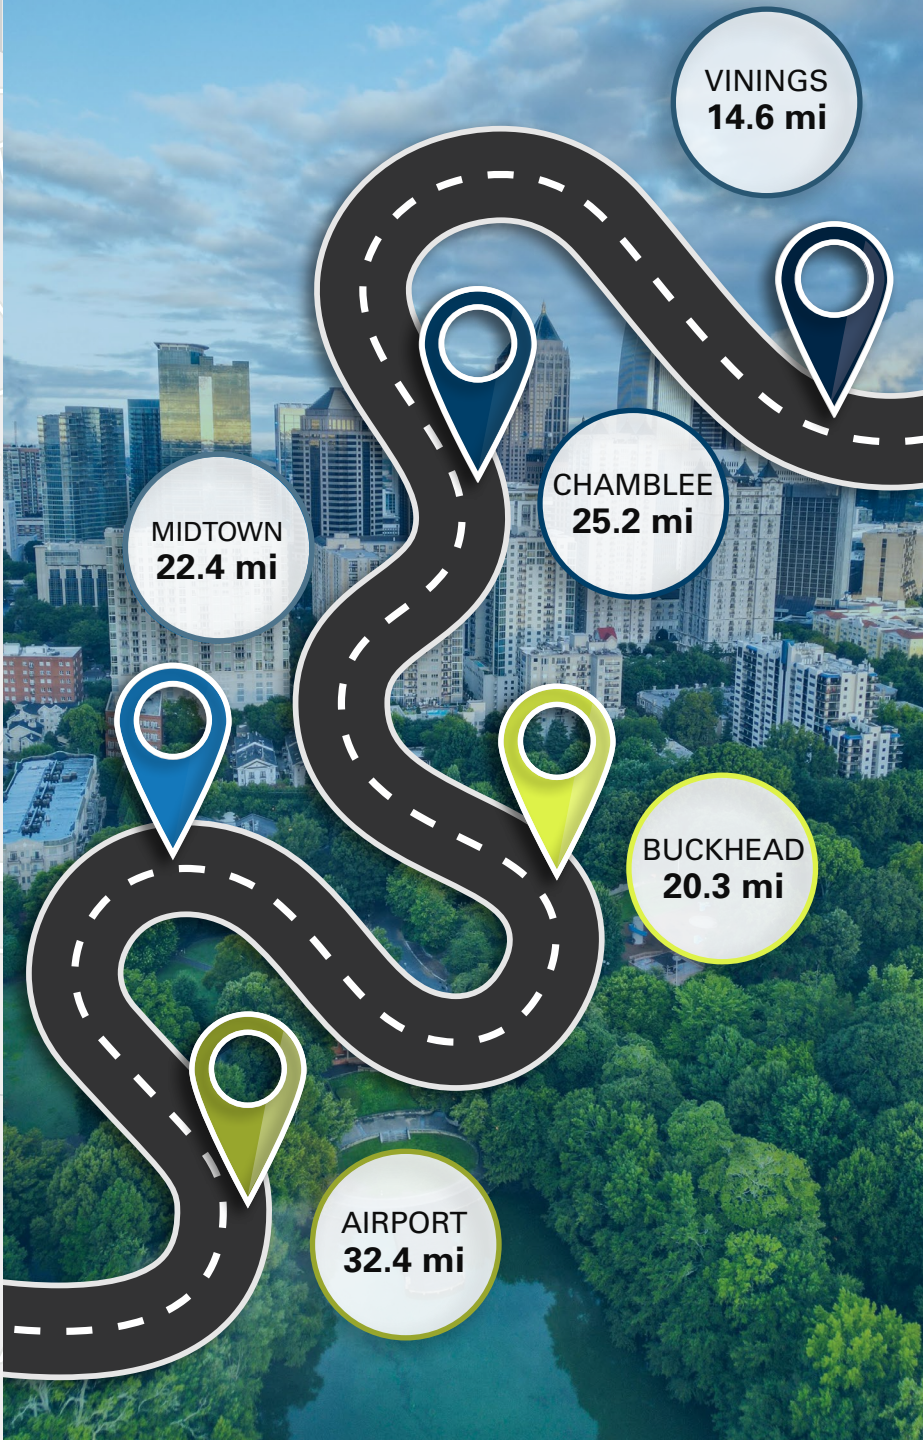 VININGS
14.6 mi
CHAMBLEE
25.2 mi
MIDTOWN
22.4 mi
BUCKHEAD
20.3 mi
AIRPORT
32.4 mi